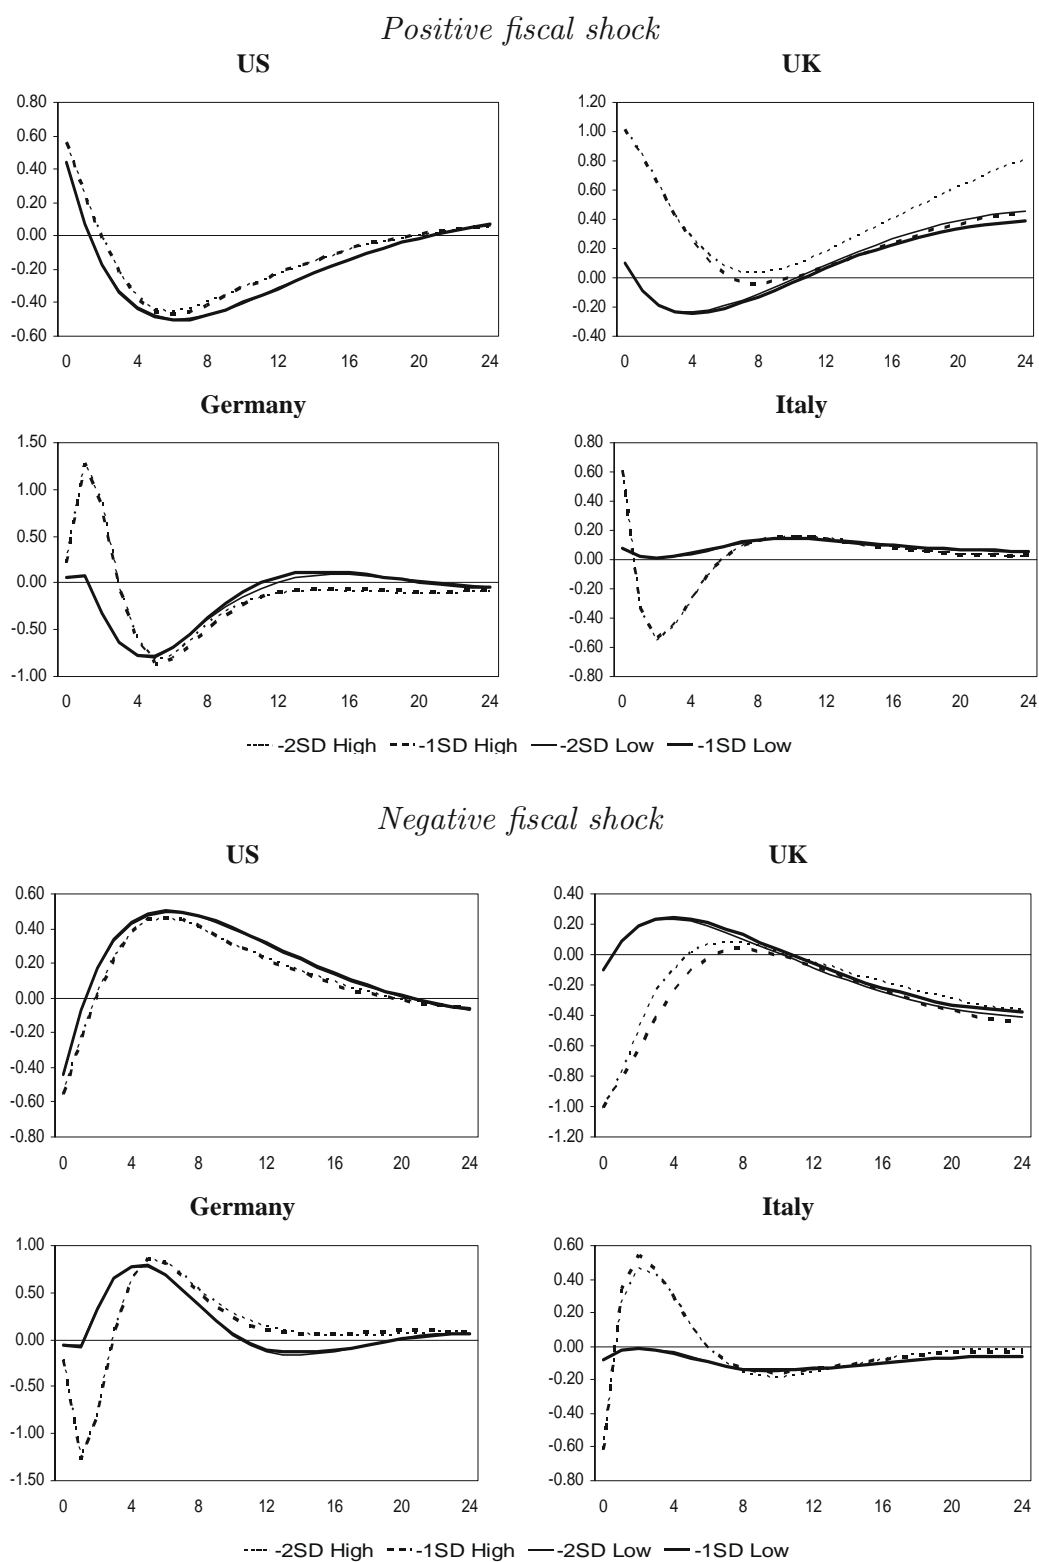 Positive fiscal shock
US UK
0.80 1.20
0.60 1.00
0.40 0.80
0.20 0.60
0.00 0.40
-0.20 0.20
-0.40 0.00
-0.60 -0.20
-0.40
0 4 8 12 16 20 24 0 4 8 12 16 20 24
Germany Italy
1.50 0.80
1.00 0.60
0.50 0.40
0.00 0.20
-0.50 0.00
-1.00 -0.20
-0.40
-0.60
-0.80
0 4 8 12 16 20 24 0 4 8 12 16 20 24
-2SD High -1SD High -2SD Low -1SD Low
Negative fiscal shock
US UK
0.60 0.40
0.40 0.20
0.20 0.00
0.00 -0.20
-0.20 -0.40
-0.40 -0.60
-0.60 -0.80
-0.80 -1.00
-1.20
0 4 8 12 16 20 24 0 4 8 12 16 20 24
Germany Italy
1.00 0.60
0.50 0.40
0.00 0.20
-0.50 0.00
-1.00 -0.20
-1.50 -0.40
-0.60
-0.80
0 4 8 12 16 20 24 0 4 8 12 16 20 24
-2SD High -1SD High -2SD Low -1SD Low